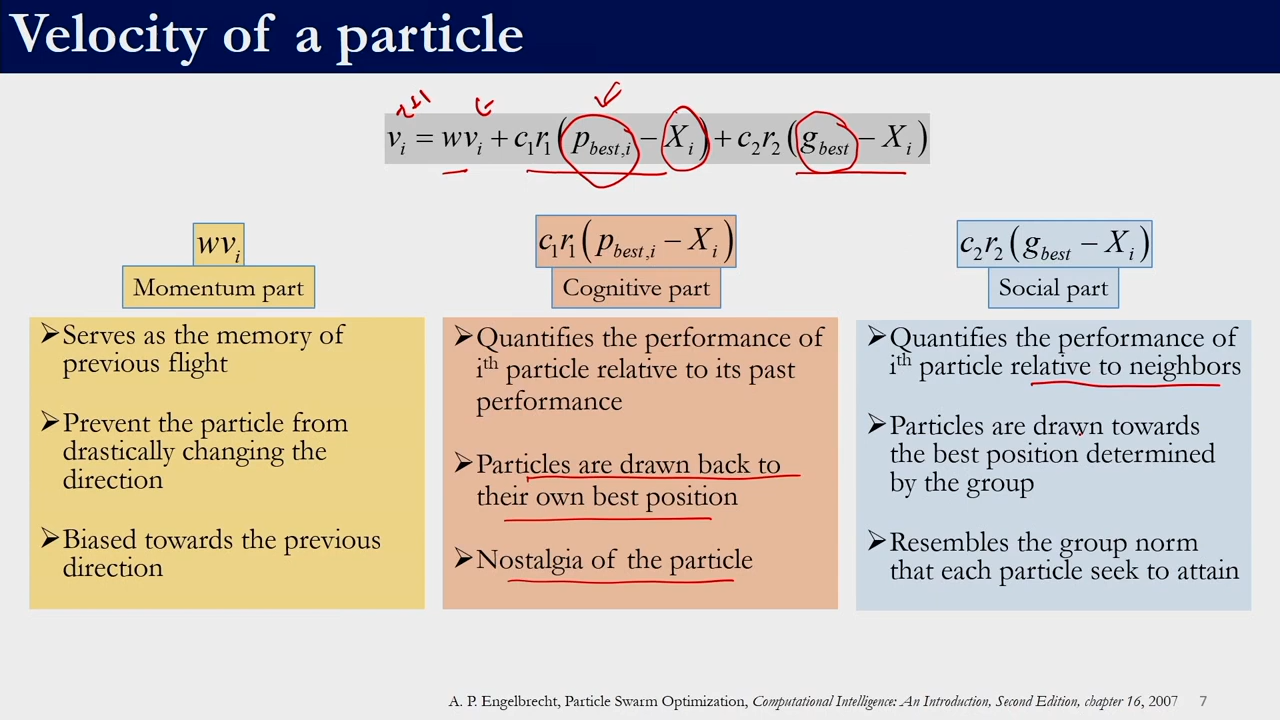 Velocity of a particle
v_i = wv_i + c_1r_1(p_best,i − X_i) + c_2r_2(g_best − X_i)
wv_i
Momentum part
➢Serves as the memory of
previous flight
➢Prevent the particle from
drastically changing the
direction
➢Biased towards the previous
direction
c_1r_1(p_best,i − X_i)
Cognitive part
➢Quantifies the performance of
i^th particle relative to its past
performance
➢Particles are drawn back to
their own best position
➢Nostalgia of the particle
c_2r_2(g_best − X_i)
Social part
➢Quantifies the performance of
i^th particle relative to neighbors
➢Particles are drawn towards
the best position determined
by the group
➢Resembles the group norm
that each particle seek to attain
A. P. Engelbrecht, Particle Swarm Optimization, Computational Intelligence: An Introduction, Second Edition, chapter 16, 2007 7